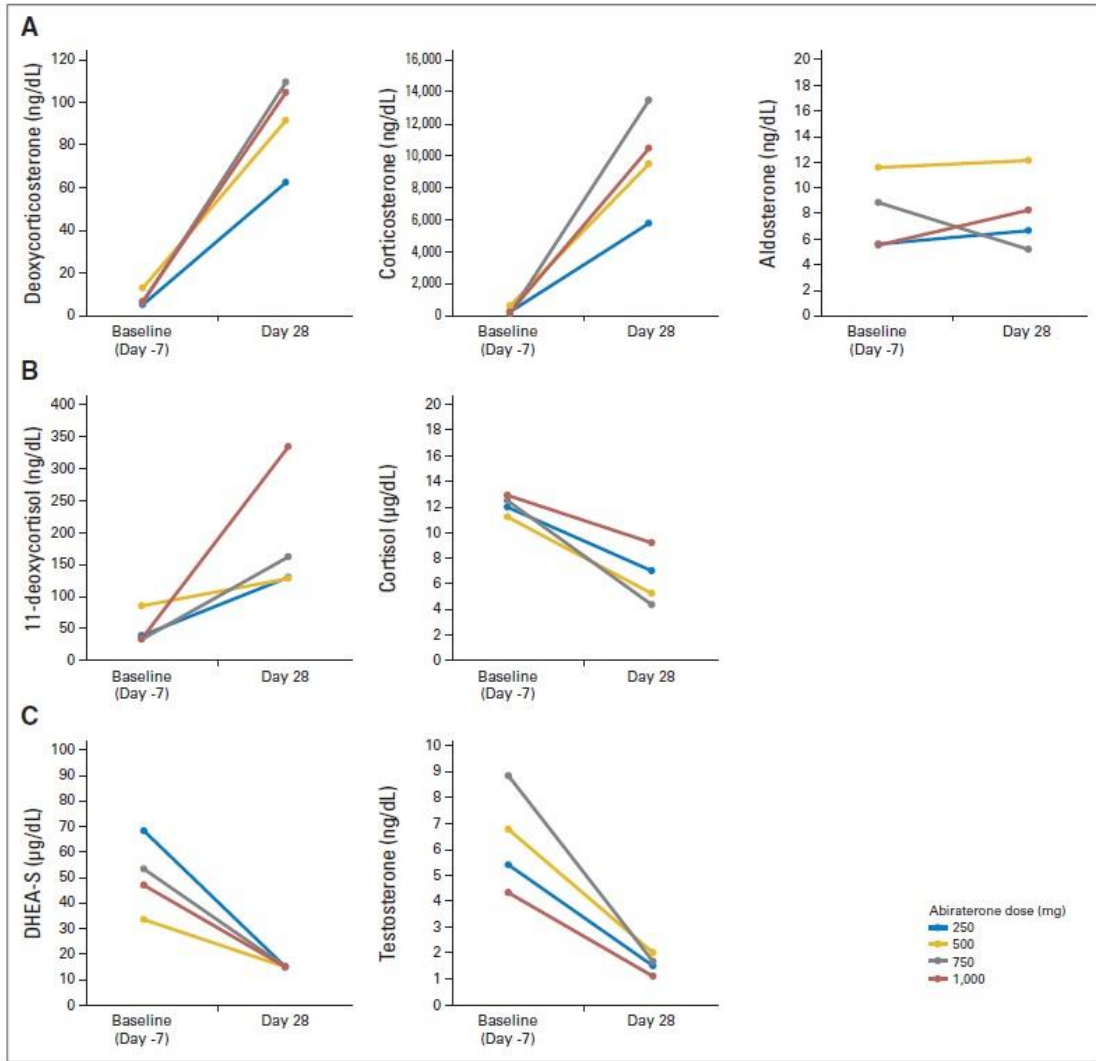 A
Deoxycorticosterone (ng/dL)
120
100
80
60
40
20
0
Baseline
(Day -7)
Day 28
Corticosterone (ng/dL)
16,000
14,000
12,000
10,000
8,000
6,000
4,000
2,000
0
Baseline
(Day -7)
Day 28
Aldosterone (ng/dL)
20
18
16
14
12
10
8
6
4
2
0
Baseline
(Day -7)
Day 28
B
11-deoxycortisol (ng/dL)
400
350
300
250
200
150
100
50
0
Baseline
(Day -7)
Day 28
Cortisol (µg/dL)
20
18
16
14
12
10
8
6
4
2
0
Baseline
(Day -7)
Day 28
C
DHEA-S (µg/dL)
100
90
80
70
60
50
40
30
20
10
0
Baseline
(Day -7)
Day 28
Testosterone (ng/dL)
10
9
8
7
6
5
4
3
2
1
0
Baseline
(Day -7)
Day 28
Abiraterone dose (mg)
250
500
750
1,000